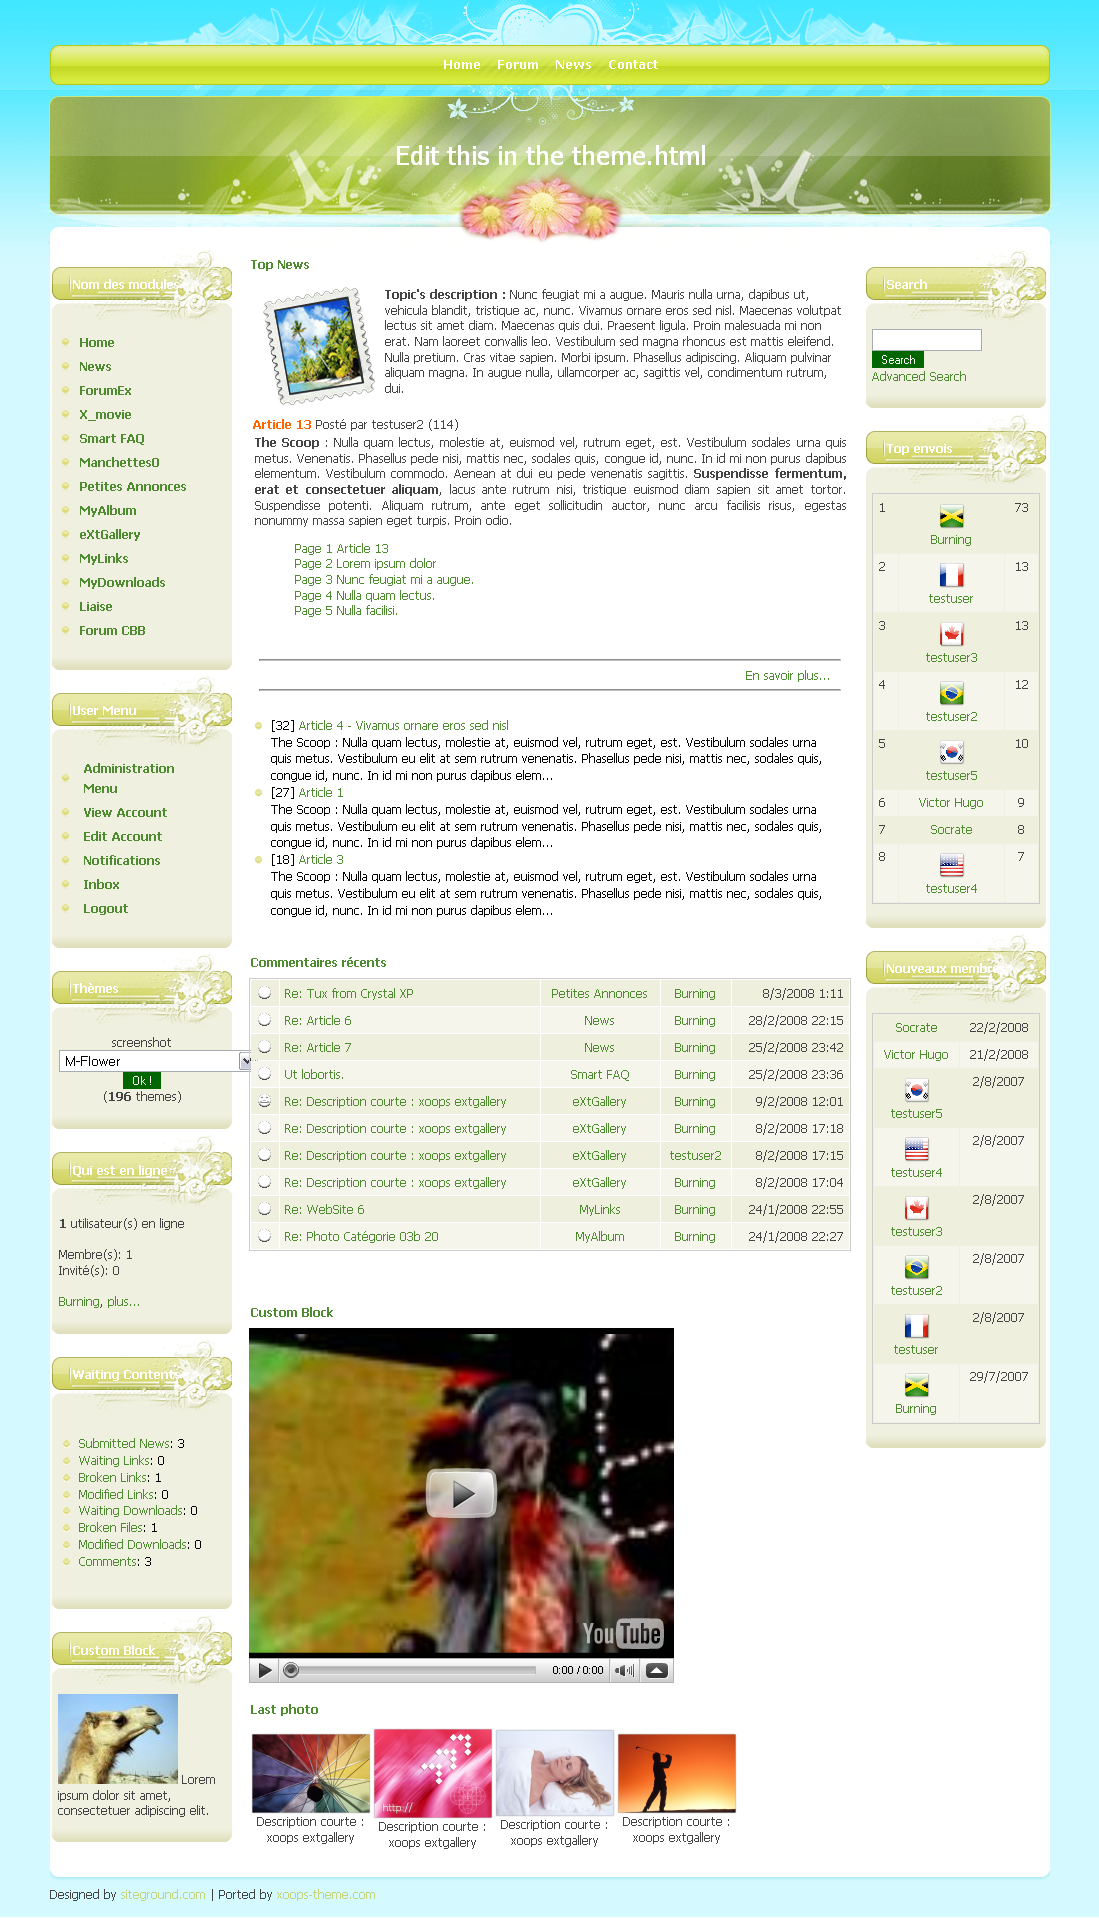 Home Forum News Contact
Edit this in the theme.html
Nom des modules
Home
News
ForumEx
X_movie
Smart FAQ
Manchettes0
Petites Annonces
MyAlbum
eXtGallery
MyLinks
MyDownloads
Liaise
Forum CBB
User Menu
Administration
Menu
View Account
Edit Account
Notifications
Inbox
Logout
Thèmes
screenshot
M-Flower
Ok !
(196 themes)
Qui est en ligne
1 utilisateur(s) en ligne
Membre(s): 1
Invité(s): 0
Burning, plus...
Waiting Contents
Submitted News: 3
Waiting Links: 0
Broken Links: 1
Modified Links: 0
Waiting Downloads: 0
Broken Files: 1
Modified Downloads: 0
Comments: 3
Custom Block
Lorem
ipsum dolor sit amet,
consectetuer adipiscing elit.
Top News
Topic's description : Nunc feugiat mi a augue. Mauris nulla urna, dapibus ut,
vehicula blandit, tristique ac, nunc. Vivamus ornare eros sed nisl. Maecenas volutpat
lectus sit amet diam. Maecenas quis dui. Praesent ligula. Proin malesuada mi non
erat. Nam laoreet convallis leo. Vestibulum sed magna rhoncus est mattis eleifend.
Nulla pretium. Cras vitae sapien. Morbi ipsum. Phasellus adipiscing. Aliquam pulvinar
aliquam magna. In augue nulla, ullamcorper ac, sagittis vel, condimentum rutrum,
dui.
Article 13 Posté par testuser2 (114)
The Scoop : Nulla quam lectus, molestie at, euismod vel, rutrum eget, est. Vestibulum sodales urna quis
metus. Venenatis. Phasellus pede nisi, mattis nec, sodales quis, congue id, nunc. In id mi non purus dapibus
elementum. Vestibulum commodo. Aenean at dui eu pede venenatis sagittis. Suspendisse fermentum,
erat et consectetuer aliquam, lacus ante rutrum nisi, tristique euismod diam sapien sit amet tortor.
Suspendisse potenti. Aliquam rutrum, ante eget sollicitudin auctor, nunc arcu facilisis risus, egestas
nonummy massa sapien eget turpis. Proin odio.
Page 1 Article 13
Page 2 Lorem ipsum dolor
Page 3 Nunc feugiat mi a augue.
Page 4 Nulla quam lectus.
Page 5 Nulla facilisi.
En savoir plus...
[32] Article 4 - Vivamus ornare eros sed nisl
The Scoop : Nulla quam lectus, molestie at, euismod vel, rutrum eget, est. Vestibulum sodales urna
quis metus. Vestibulum eu elit at sem rutrum venenatis. Phasellus pede nisi, mattis nec, sodales quis,
congue id, nunc. In id mi non purus dapibus elem...
[27] Article 1
The Scoop : Nulla quam lectus, molestie at, euismod vel, rutrum eget, est. Vestibulum sodales urna
quis metus. Vestibulum eu elit at sem rutrum venenatis. Phasellus pede nisi, mattis nec, sodales quis,
congue id, nunc. In id mi non purus dapibus elem...
[18] Article 3
The Scoop : Nulla quam lectus, molestie at, euismod vel, rutrum eget, est. Vestibulum sodales urna
quis metus. Vestibulum eu elit at sem rutrum venenatis. Phasellus pede nisi, mattis nec, sodales quis,
congue id, nunc. In id mi non purus dapibus elem...
Commentaires récents
Re: Tux from Crystal XP Petites Annonces Burning 8/3/2008 1:11
Re: Article 6 News Burning 28/2/2008 22:15
Re: Article 7 News Burning 25/2/2008 23:42
Ut lobortis. Smart FAQ Burning 25/2/2008 23:36
Re: Description courte : xoops extgallery eXtGallery Burning 9/2/2008 12:01
Re: Description courte : xoops extgallery eXtGallery Burning 8/2/2008 17:18
Re: Description courte : xoops extgallery eXtGallery testuser2 8/2/2008 17:15
Re: Description courte : xoops extgallery eXtGallery Burning 8/2/2008 17:04
Re: WebSite 6 MyLinks Burning 24/1/2008 22:55
Re: Photo Catégorie 03b 20 MyAlbum Burning 24/1/2008 22:27
Custom Block
YouTube
0:00 / 0:00
Last photo
http://
Description courte :
xoops extgallery
Description courte :
xoops extgallery
Description courte :
xoops extgallery
Description courte :
xoops extgallery
Search
Search
Advanced Search
Top envois
1 Burning 73
2 testuser 13
3 testuser3 13
4 testuser2 12
5 testuser5 10
6 Victor Hugo 9
7 Socrate 8
8 testuser4 7
Nouveaux membre
Socrate 22/2/2008
Victor Hugo 21/2/2008
testuser5 2/8/2007
testuser4 2/8/2007
testuser3 2/8/2007
testuser2 2/8/2007
testuser 2/8/2007
Burning 29/7/2007
Designed by siteground.com | Ported by xoops-theme.com